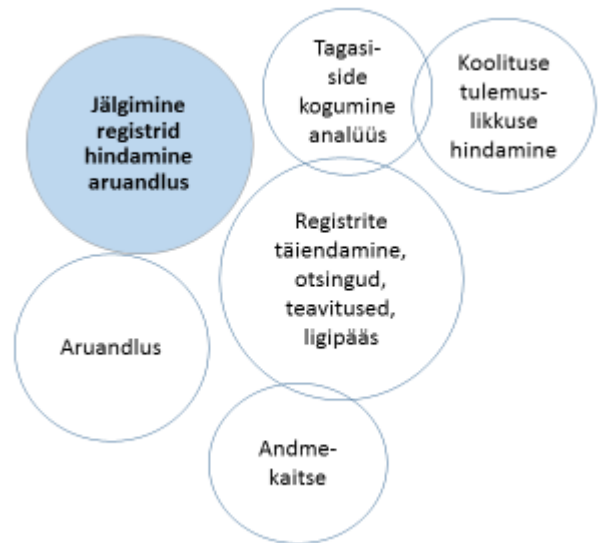 Jälgimine
registrid
hindamine
aruandlus
Tagasi-
side
kogumine
analüüs
Koolituse
tulemus-
likkuse
hindamine
Registrite
täiendamine,
otsingud,
teavitused,
ligipääs
Aruandlus
Andme-
kaitse